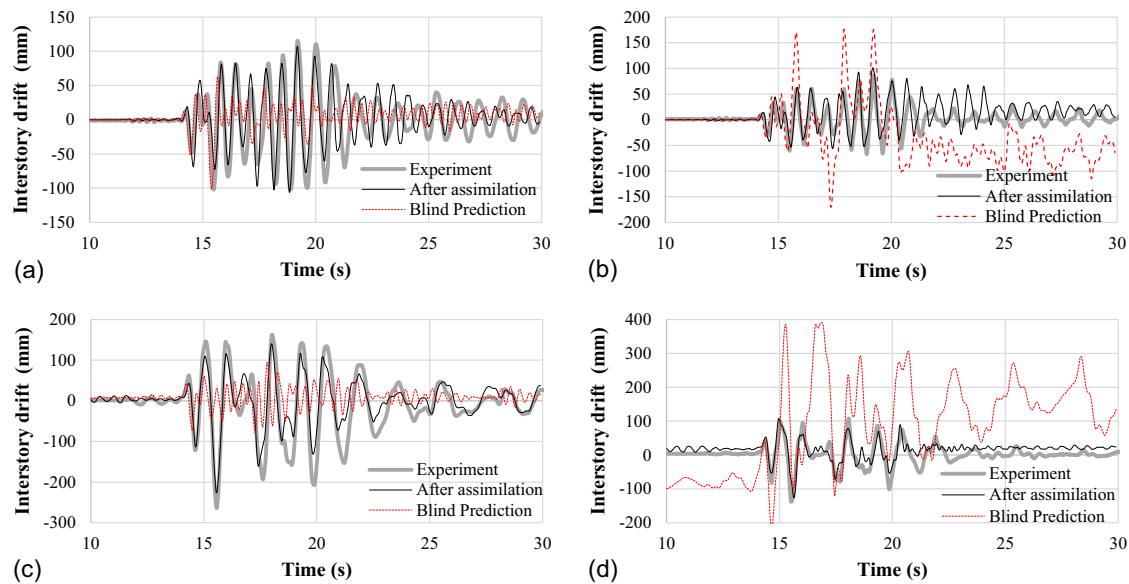 150
100
50
0
-50
-100
-150
Interstory drift (mm)
Experiment
After assimilation
Blind Prediction
10
15
20
25
30
Time (s)
(a)
200
150
100
50
0
-50
-100
-150
-200
Interstory drift (mm)
Experiment
After assimilation
Blind Prediction
10
15
20
25
30
Time (s)
(b)
200
100
0
-100
-200
-300
Interstory drift (mm)
Experiment
After assimilation
Blind Prediction
10
15
20
25
30
Time (s)
(c)
400
300
200
100
0
-100
-200
Interstory drift (mm)
Experiment
After assimilation
Blind Prediction
10
15
20
25
30
Time (s)
(d)